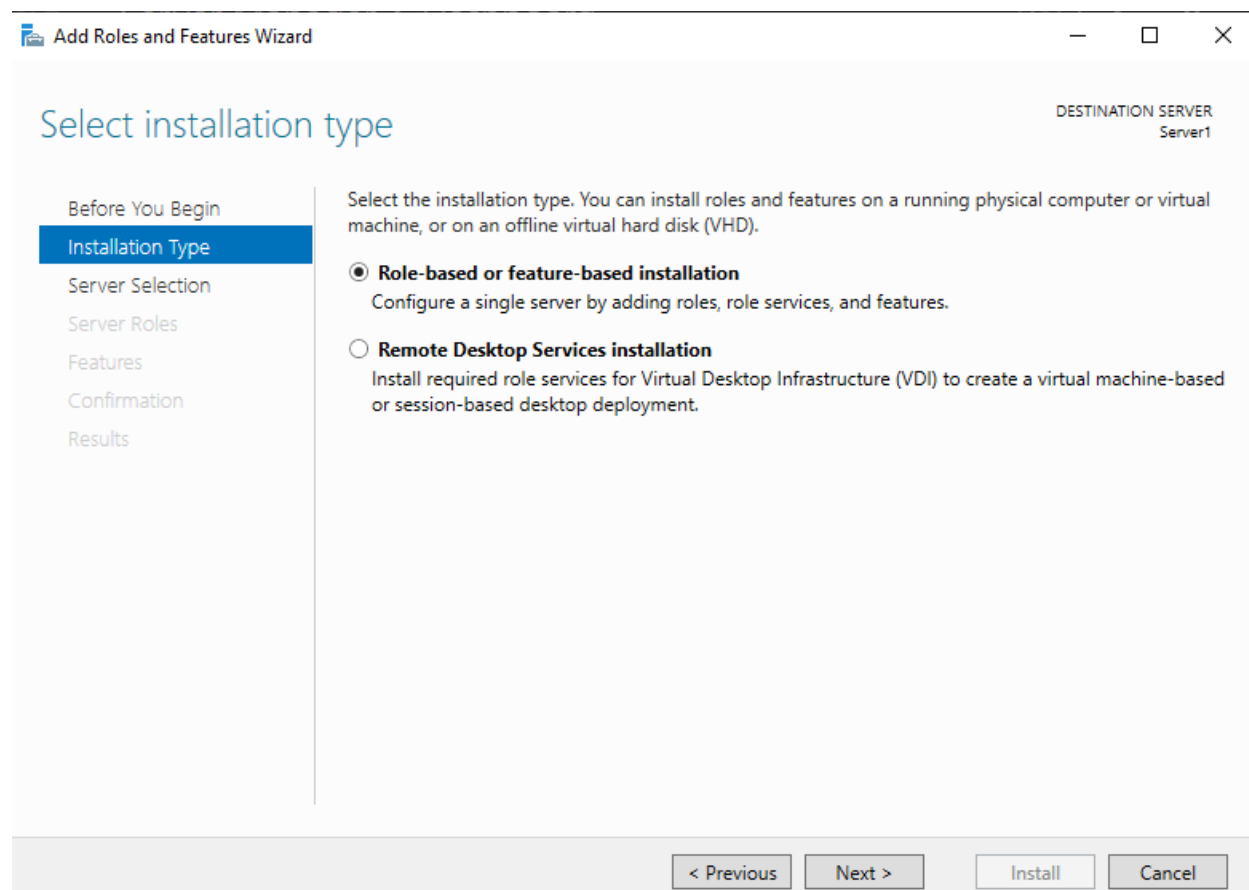 Add Roles and Features Wizard
Select installation type
DESTINATION SERVER
Server1
Before You Begin
Installation Type
Server Selection
Server Roles
Features
Confirmation
Results
Select the installation type. You can install roles and features on a running physical computer or virtual
machine, or on an offline virtual hard disk (VHD).
Role-based or feature-based installation
Configure a single server by adding roles, role services, and features.
Remote Desktop Services installation
Install required role services for Virtual Desktop Infrastructure (VDI) to create a virtual machine-based
or session-based desktop deployment.
< Previous
Next >
Install
Cancel